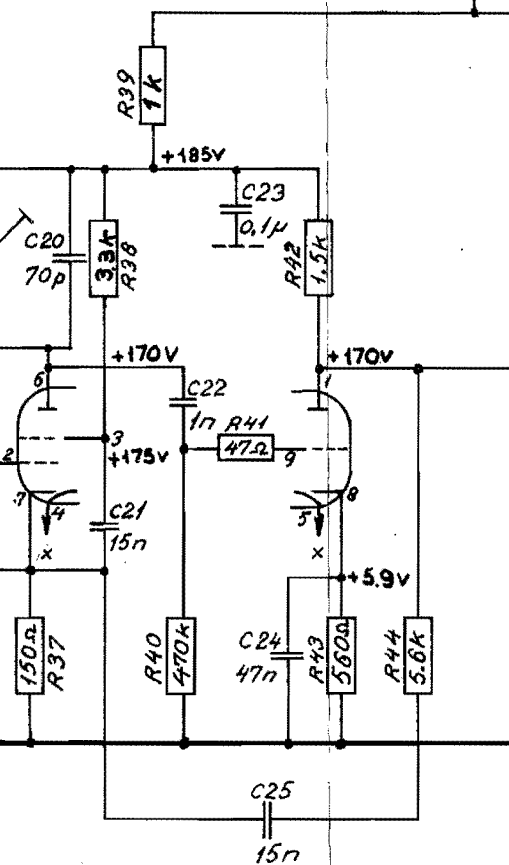 R39
1k
+185V
C23
0,1µ
C20
70p
3,3k
R38
R42
1,5k
+170V
+170V
6
1
C22
1n
R41
47Ω
2
3
+175V
9
7
4
C21
15n
5
8
x
x
+5.9V
150Ω
R37
R40
470k
C24
47n
R43
560Ω
R44
5.6k
C25
15n